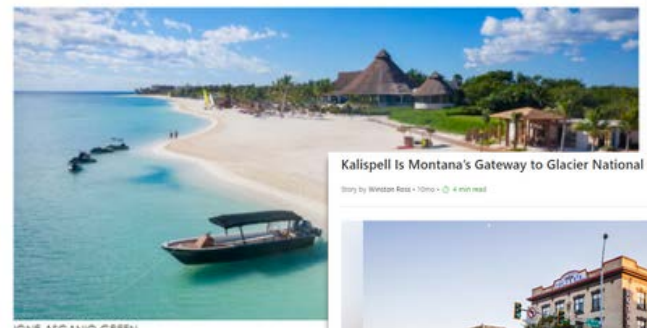 Kalispell Is Montana's Gateway to Glacier National
Story by Winston Ross • 10mo • 4 min read